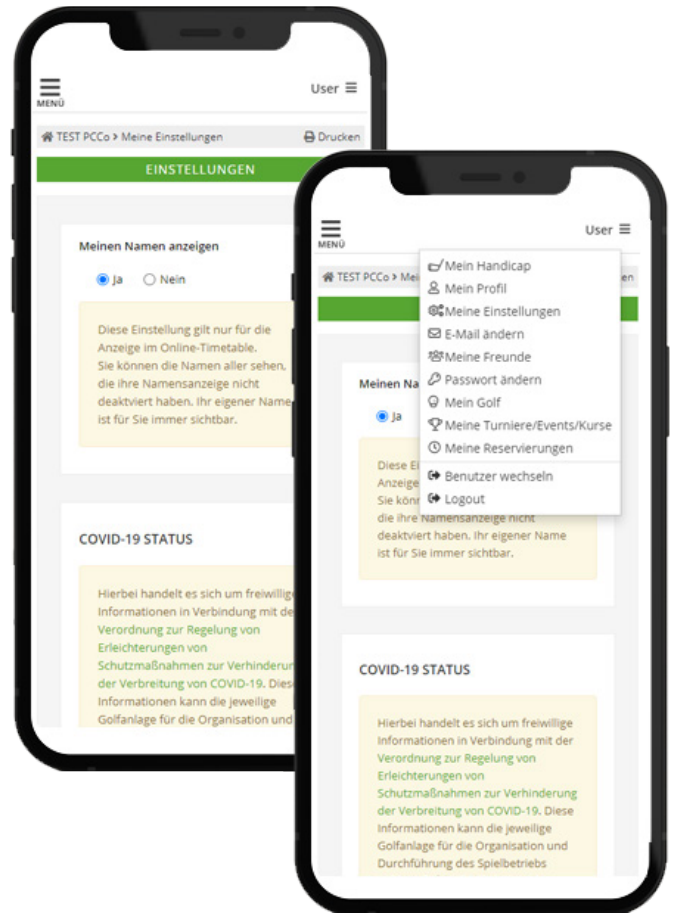 MENÜ
User
TEST PCCo > Meine Einstellungen
Drucken
EINSTELLUNGEN
Meinen Namen anzeigen
Ja
Nein
Diese Einstellung gilt nur für die
Anzeige im Online-Timetable.
Sie können die Namen aller sehen,
die ihre Namensanzeige nicht
deaktviert haben. Ihr eigener Name
ist für Sie immer sichtbar.
COVID-19 STATUS
Hierbei handelt es sich um freiwillige
Informationen in Verbindung mit de
Verordnung zur Regelung von
Erleichterungen von
Schutzmaßnahmen zur Verhinderun
der Verbreitung von COVID-19. Dies
Informationen kann die jeweilige
Golfanlage für die Organisation und
MENÜ
User
TEST PCCo > Mei
en
Mein Handicap
Mein Profil
Meine Einstellungen
E-Mail ändern
Meine Freunde
Passwort ändern
Mein Golf
Meine Turniere/Events/Kurse
Meine Reservierungen
Benutzer wechseln
Logout
Meinen Na
Ja
Diese Ei
Anzeige
Sie könn
die ihre Namensanzeige nicht
deaktviert haben. Ihr eigener Name
ist für Sie immer sichtbar.
COVID-19 STATUS
Hierbei handelt es sich um freiwillige
Informationen in Verbindung mit der
Verordnung zur Regelung von
Erleichterungen von
Schutzmaßnahmen zur Verhinderung
der Verbreitung von COVID-19. Diese
Informationen kann die jeweilige
Golfanlage für die Organisation und
Durchführung des Spielbetriebs